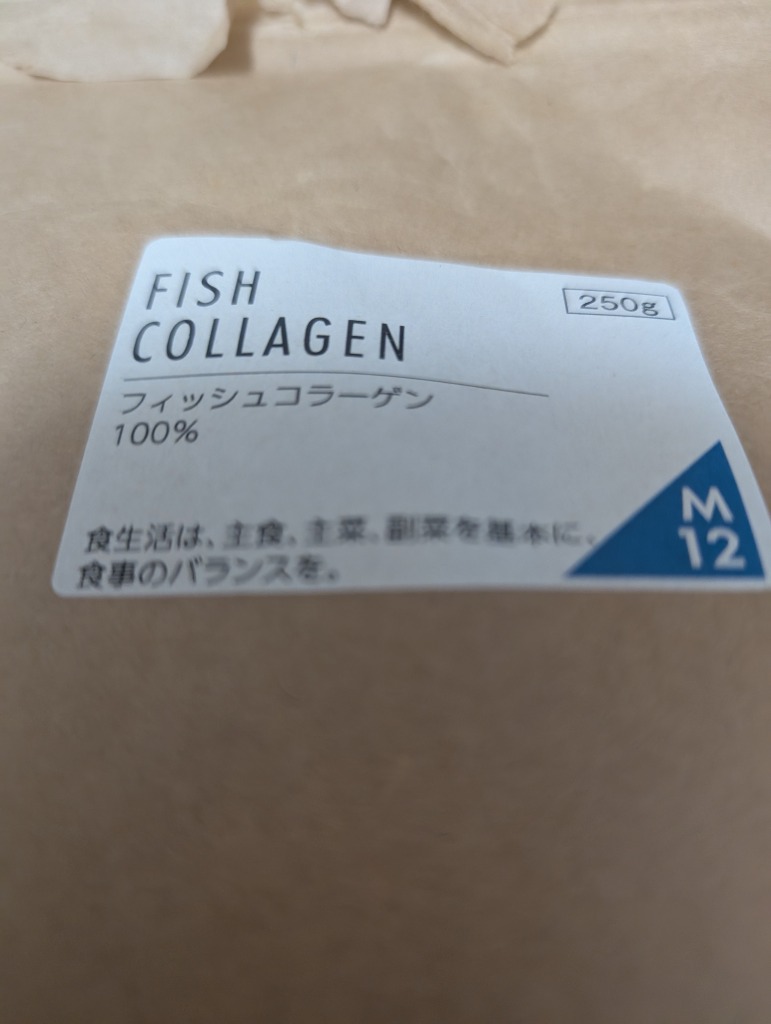 FISH
COLLAGEN
250g
フィッシュコラーゲン
100%
食生活は、主食、主菜、副菜を基本に、
食事のバランスを。
M
12